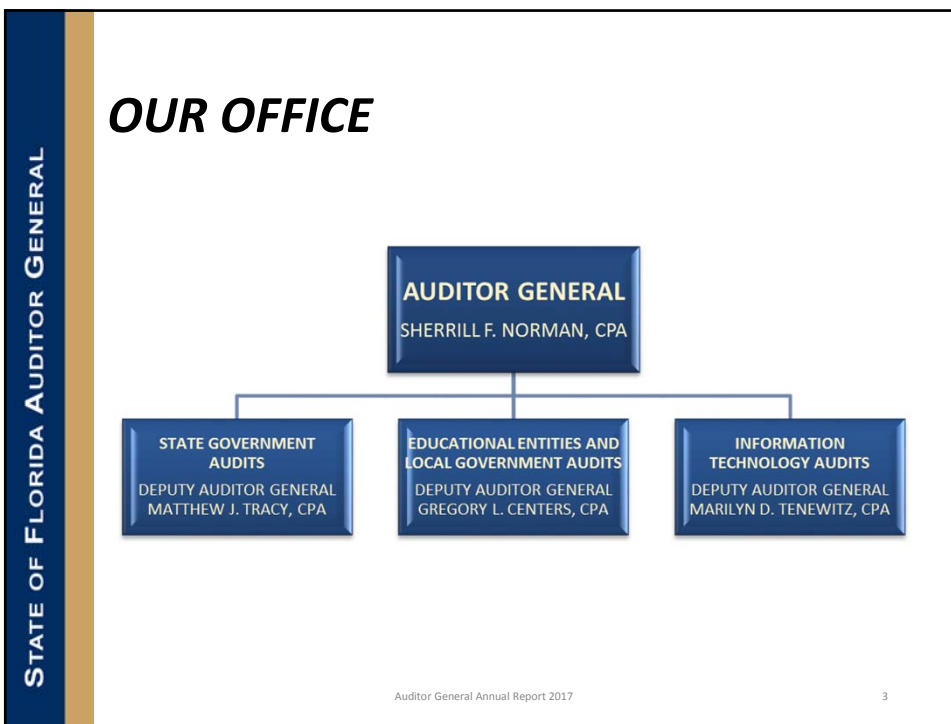 STATE OF FLORIDA AUDITOR GENERAL
OUR OFFICE
AUDITOR GENERAL
SHERRILL F. NORMAN, CPA
STATE GOVERNMENT
AUDITS
DEPUTY AUDITOR GENERAL
MATTHEW J. TRACY, CPA
EDUCATIONAL ENTITIES AND
LOCAL GOVERNMENT AUDITS
DEPUTY AUDITOR GENERAL
GREGORY L. CENTERS, CPA
INFORMATION
TECHNOLOGY AUDITS
DEPUTY AUDITOR GENERAL
MARILYN D. TENEWITZ, CPA
Auditor General Annual Report 2017
3